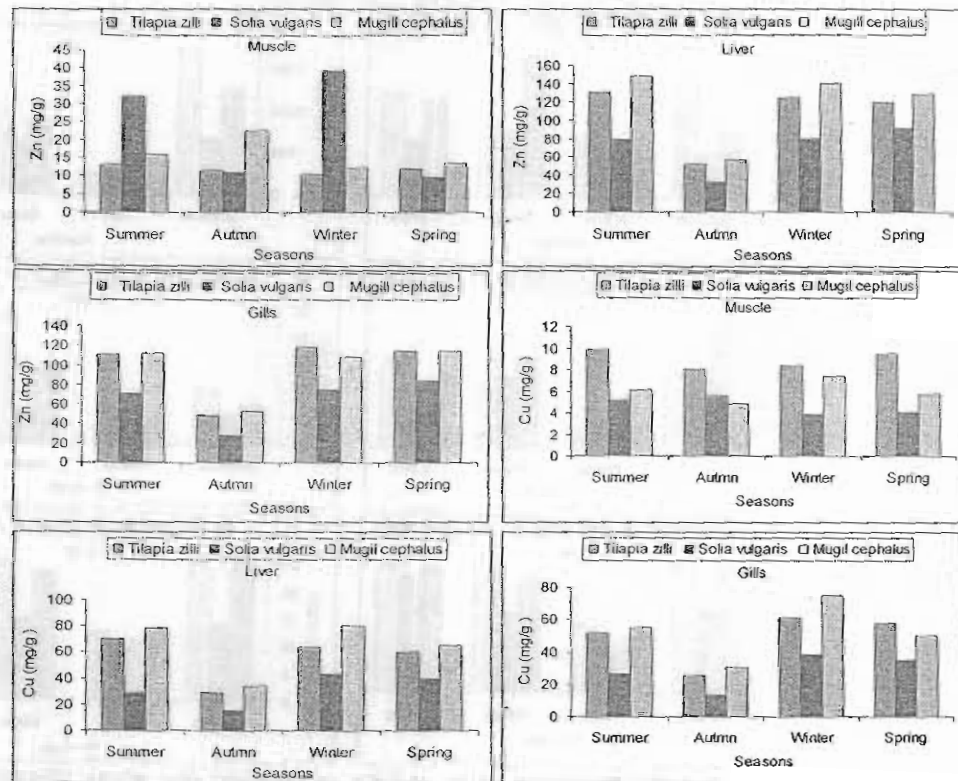 Tilapia zilli Solia vulgaris Mugill cephalus
Muscle
Zn (mg/g)
45
40
35
30
25
20
15
10
5
0
Summer Autmn Winter Spring
Seasons
Tilapia zilli Solia vulgaris Mugill cephalus
Liver
Zn (mg/g)
160
140
120
100
80
60
40
20
0
Summer Autmn Winter Spring
Seasons
Tilapia zilli Solia vulgaris Mugill cephalus
Gills
Zn (mg/g)
140
120
100
80
60
40
20
0
Summer Autmn Winter Spring
Seasons
Tilapia zilli Solia vulgaris Mugil cephalus
Muscle
Cu (mg/g)
12
10
8
6
4
2
0
Summer Autmn Winter Spring
Seasons
Tilapia zilli Solia vulgaris Mugil cephalus
Liver
Cu (mg/g)
100
80
60
40
20
0
Summer Autmn Winter Spring
Seasons
Tilapia zilli Solia vulgaris Mugil cephalus
Gills
Cu (mg/g )
80
60
40
20
0
Summer Autmn Winter Spring
Seasons